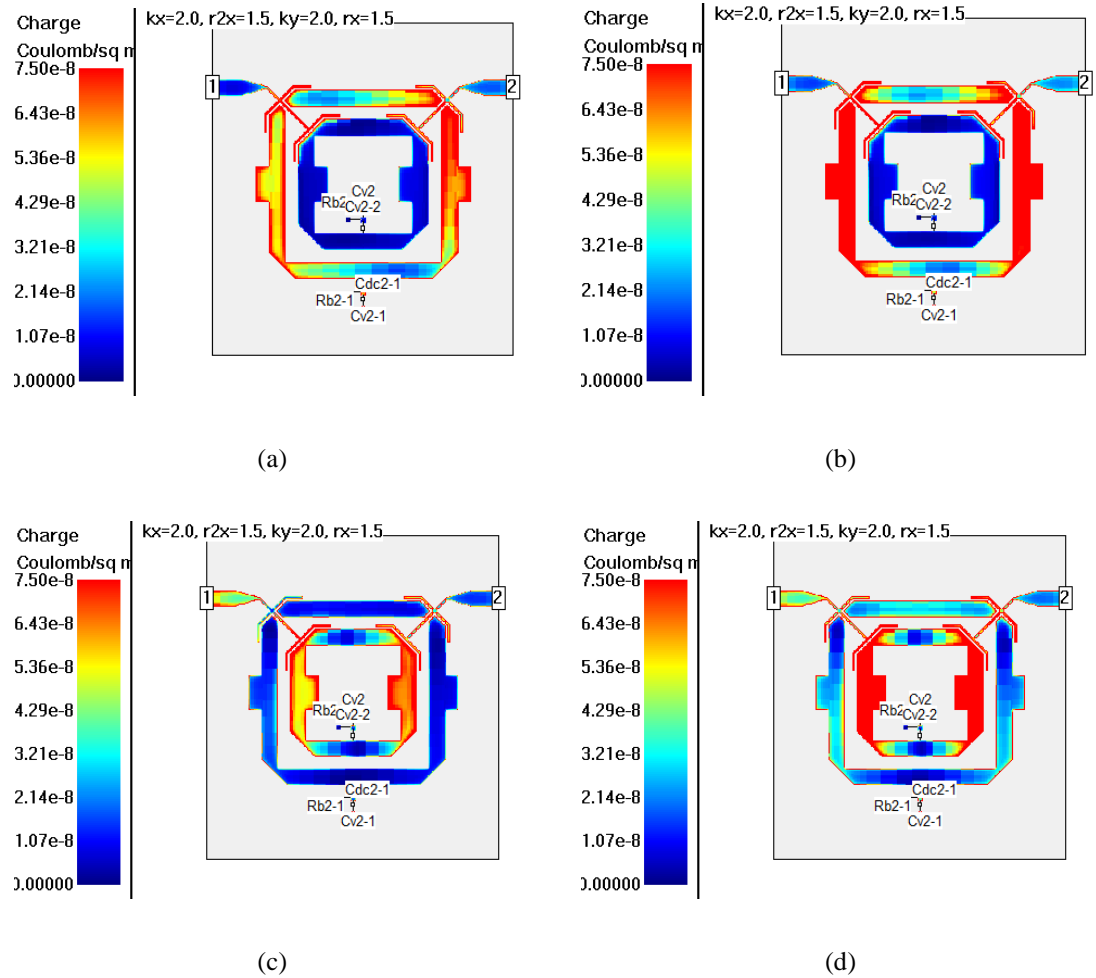 Charge
Coulomb/sq m
7.50e-8
6.43e-8
5.36e-8
4.29e-8
3.21e-8
2.14e-8
1.07e-8
0.00000
kx=2.0, r2x=1.5, ky=2.0, rx=1.5
1
2
Cv2
Rb2 Cv2-2
Cdc2-1
Rb2-1
Cv2-1
(a)
Charge
Coulomb/sq m
7.50e-8
6.43e-8
5.36e-8
4.29e-8
3.21e-8
2.14e-8
1.07e-8
0.00000
kx=2.0, r2x=1.5, ky=2.0, rx=1.5
1
2
Cv2
Rb2 Cv2-2
Cdc2-1
Rb2-1
Cv2-1
(b)
Charge
Coulomb/sq m
7.50e-8
6.43e-8
5.36e-8
4.29e-8
3.21e-8
2.14e-8
1.07e-8
0.00000
kx=2.0, r2x=1.5, ky=2.0, rx=1.5
1
2
Cv2
Rb2 Cv2-2
Cdc2-1
Rb2-1
Cv2-1
(c)
Charge
Coulomb/sq m
7.50e-8
6.43e-8
5.36e-8
4.29e-8
3.21e-8
2.14e-8
1.07e-8
0.00000
kx=2.0, r2x=1.5, ky=2.0, rx=1.5
1
2
Cv2
Rb2 Cv2-2
Cdc2-1
Rb2-1
Cv2-1
(d)